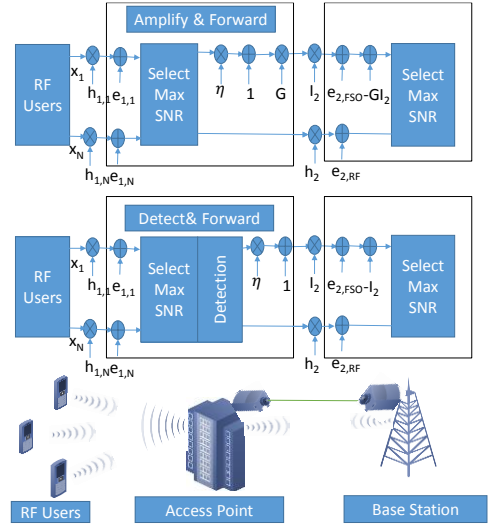 Amplify & Forward
RF Users
x1
h1,1
e1,1
Select Max SNR
η
1
G
I2
e2,FSO-GI2
Select Max SNR
xN
h1,N
e1,N
h2
e2,RF
Detect& Forward
RF Users
x1
h1,1
e1,1
Select Max SNR
Detection
η
1
I2
e2,FSO-I2
Select Max SNR
xN
h1,N
e1,N
h2
e2,RF
RF Users
Access Point
Base Station